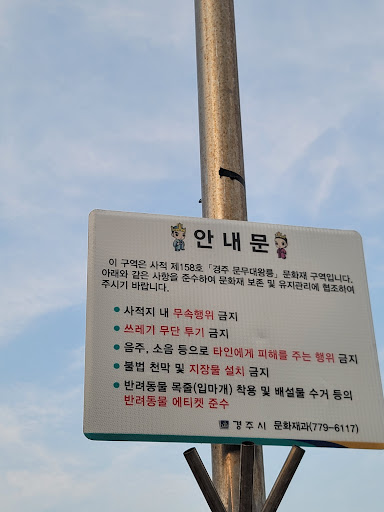 안내문
이 구역은 사적 제158호「경주 문무대왕릉」문화재 구역입니다.
아래와 같은 사항을 준수하여 문화재 보존 및 유지관리에 협조하여
주시기 바랍니다.
• 사적지 내 무속행위 금지
• 쓰레기 무단 투기 금지
• 음주, 소음 등으로 타인에게 피해를 주는 행위 금지
• 불법 천막 및 지장물 설치 금지
• 반려동물 목줄(입마개) 착용 및 배설물 수거 등의
반려동물 에티켓 준수
경주시 문화재과(779-6117)